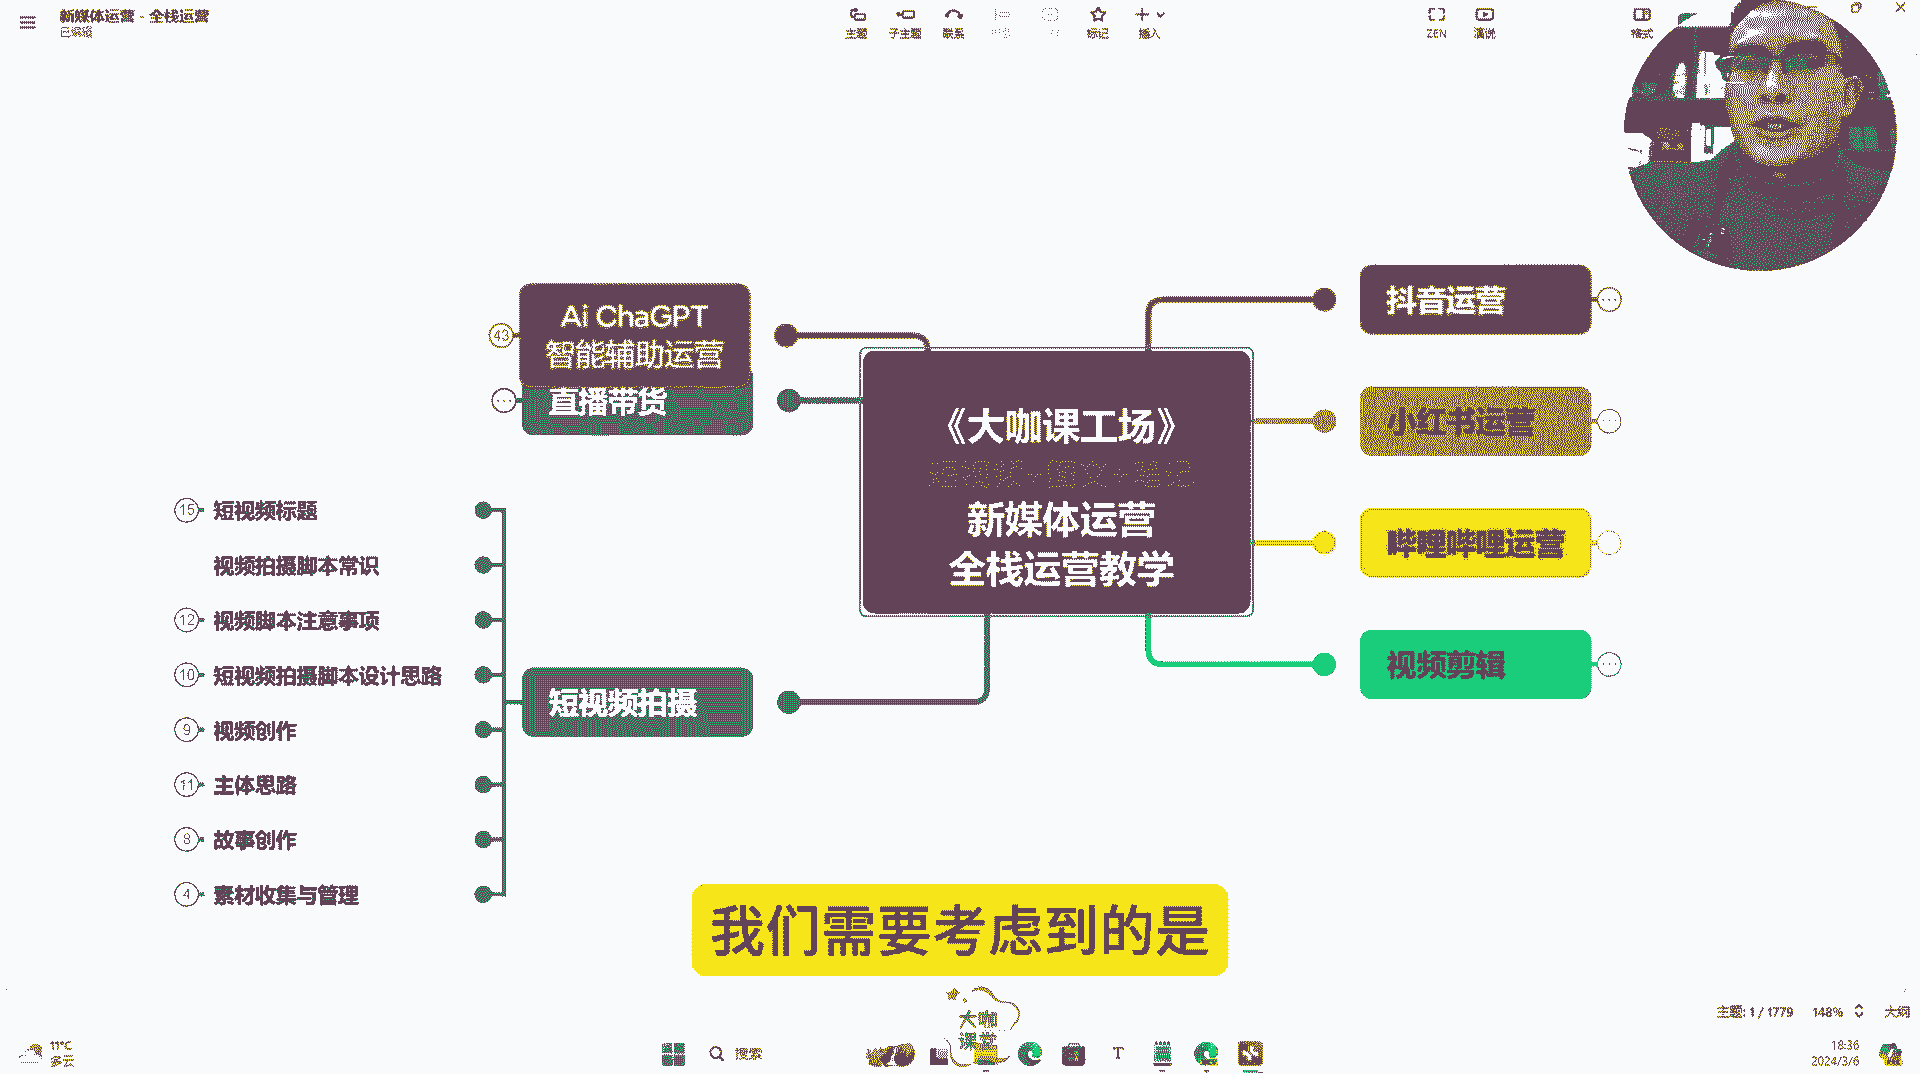 新媒体运营 - 全栈运营
已编辑
主题
子主题
联系
标记
插入
ZEN
演说
格式
43
Ai ChaGPT
智能辅助运营
直播带货
《大咖课工场》
短视频+图文+笔记
新媒体运营
全栈运营教学
抖音运营
小红书运营
哔哩哔哩运营
视频剪辑
15
短视频标题
视频拍摄脚本常识
12
视频脚本注意事项
10
短视频拍摄脚本设计思路
短视频拍摄
9
视频创作
11
主体思路
8
故事创作
4
素材收集与管理
我们需要考虑到的是
大咖
课堂
主题: 1 / 1779
148%
大纲
11°C
多云
搜索
18:36
2024/3/6